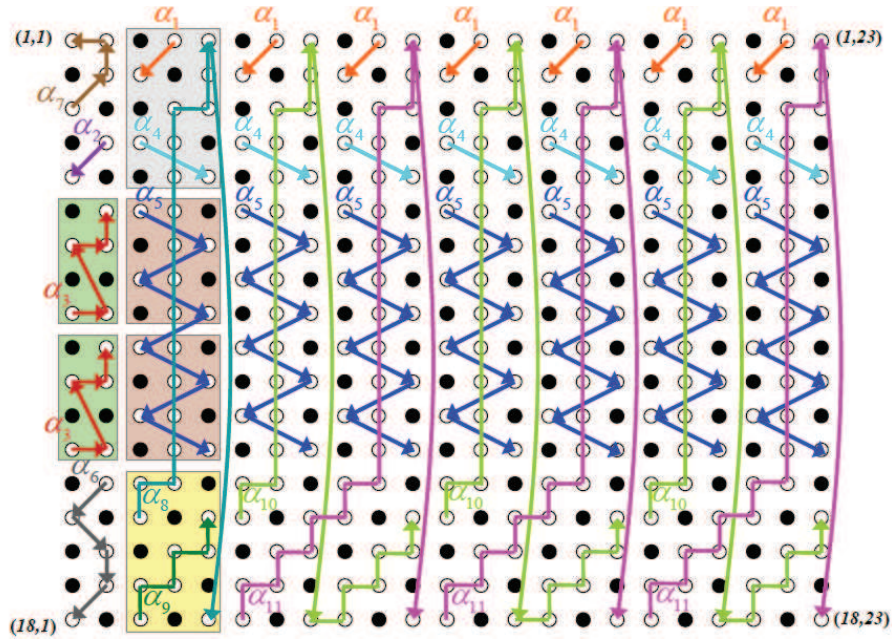 α₁ α₁ α₁ α₁ α₁ α₁ α₁
(1,1) (1,23)
α₇
α₂ α₄ α₄ α₄ α₄ α₄ α₄ α₄
α₅ α₅ α₅ α₅ α₅ α₅ α₅
α₃
α₃
α₆
α₈ α₁₀ α₁₀ α₁₀
α₉ α₁₁ α₁₁ α₁₁
(18,1) (18,23)